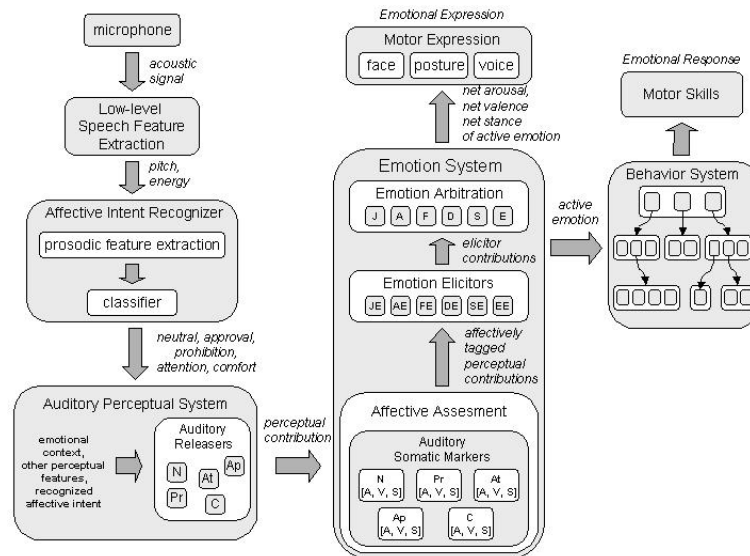 microphone
acoustic
signal
Low-level
Speech Feature
Extraction
pitch,
energy
Affective Intent Recognizer
prosodic feature extraction
classifier
neutral, approval,
prohibition,
attention, comfort
Auditory Perceptual System
emotional
context,
other perceptual
features,
recognized
affective intent
Auditory
Releasers
N
At
Ap
Pr
C
perceptual
contribution
Emotional Expression
Motor Expression
face posture voice
net arousal,
net valence
net stance
of active emotion
Emotion System
Emotion Arbitration
J A F D S E
elicitor
contributions
Emotion Elicitors
JE AE FE DE SE EE
affectively
tagged
perceptual
contributions
Affective Assesment
Auditory
Somatic Markers
N
[A, V, S]
Pr
[A, V, S]
At
[A, V, S]
Ap
[A, V, S]
C
[A, V, S]
active
emotion
Emotional Response
Motor Skills
Behavior System